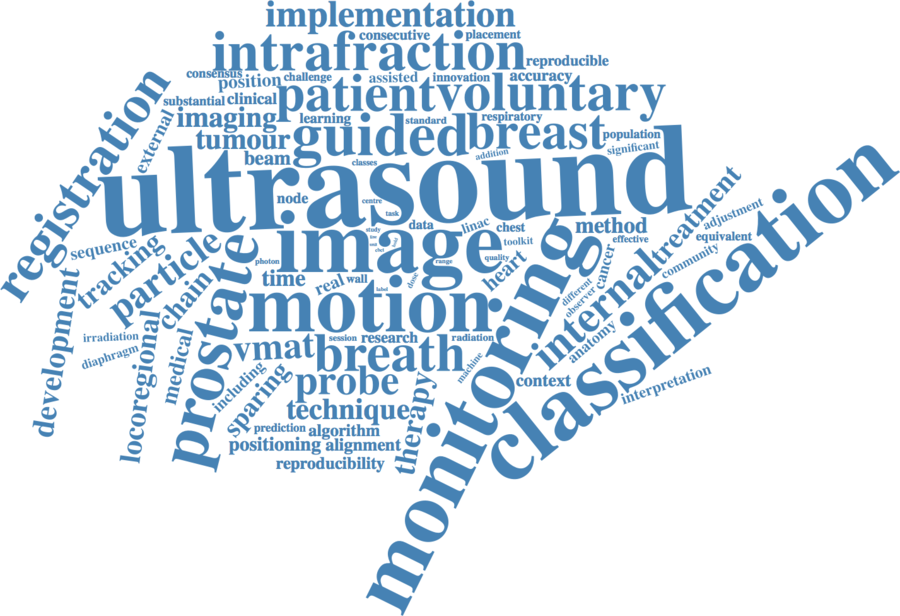 implementation
consecutive
placement
intrafraction
reproducible
consensus
position
challenge
assisted
innovation
accuracy
patient
voluntary
substantial
clinical
imaging
learning
standard
respiratory
guided
breast
population
significant
tumour
beam
external
registration
classes
addition
ultrasound
node
centre
task
study
data
linac
chest
method
effective
toolkit
image
quality
range
photon
time
real
wall
label
dose
heart
sequence
tracking
particle
chain
prostate
development
irradiation
diaphragm
locoregional
medical
including
sparing
motion
session
research
radiation
vmat
breath
machine
probe
technique
therapy
prediction
algorithm
positioning
alignment
reproducibility
monitoring
different
observer
cancer
internal
treatment
adjustment
equivalent
community
anatomy
context
classification
interpretation